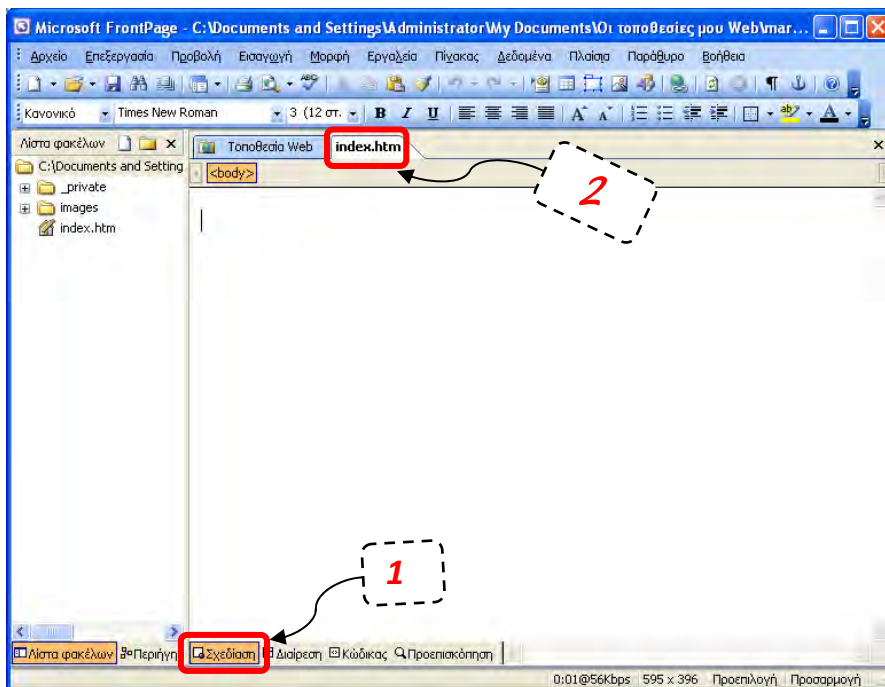 Microsoft FrontPage - C:\Documents and Settings\Administrator\My Documents\Οι τοποθεσίες μου Web\mar...
Αρχείο Επεξεργασία Προβολή Εισαγωγή Μορφή Εργαλεία Πίνακας Δεδομένα Πλαίσια Παράθυρο Βοήθεια
Κανονικό Times New Roman 3 (12 στ. B I U
Λίστα φακέλων Τοποθεσία Web index.htm
C:\Documents and Setting <body>
_private
images
index.htm
2
1
Λίστα φακέλων Περιήγη Σχεδίαση Διαίρεση Κώδικας Προεπισκόπηση
0:01@56Kbps 595 x 396 Προεπιλογή Προσαρμογή